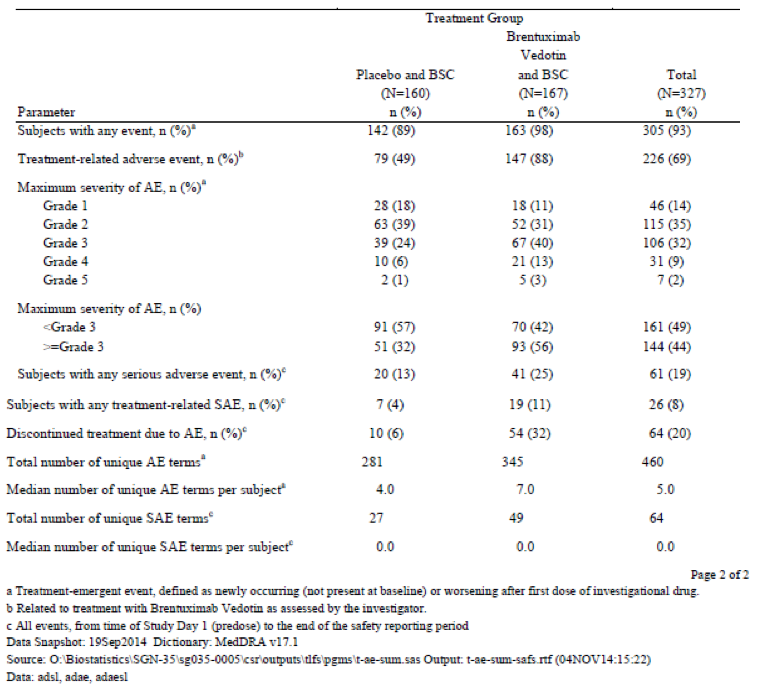 Treatment Group
Brentuximab
Vedotin
Placebo and BSC and BSC Total
(N=160) (N=167) (N=327)
Parameter n (%) n (%) n (%)
Subjects with any event, n (%)a 142 (89) 163 (98) 305 (93)
Treatment-related adverse event, n (%)b 79 (49) 147 (88) 226 (69)
Maximum severity of AE, n (%)a
Grade 1 28 (18) 18 (11) 46 (14)
Grade 2 63 (39) 52 (31) 115 (35)
Grade 3 39 (24) 67 (40) 106 (32)
Grade 4 10 (6) 21 (13) 31 (9)
Grade 5 2 (1) 5 (3) 7 (2)
Maximum severity of AE, n (%)
<Grade 3 91 (57) 70 (42) 161 (49)
>=Grade 3 51 (32) 93 (56) 144 (44)
Subjects with any serious adverse event, n (%)c 20 (13) 41 (25) 61 (19)
Subjects with any treatment-related SAE, n (%)c 7 (4) 19 (11) 26 (8)
Discontinued treatment due to AE, n (%)c 10 (6) 54 (32) 64 (20)
Total number of unique AE termsa 281 345 460
Median number of unique AE terms per subjecta 4.0 7.0 5.0
Total number of unique SAE termsc 27 49 64
Median number of unique SAE terms per subjectc 0.0 0.0 0.0
Page 2 of 2
a Treatment-emergent event, defined as newly occurring (not present at baseline) or worsening after first dose of investigational drug.
b Related to treatment with Brentuximab Vedotin as assessed by the investigator.
c All events, from time of Study Day 1 (predose) to the end of the safety reporting period
Data Snapshot: 19Sep2014 Dictionary: MedDRA v17.1
Source: O:\Biostatistics\SGN-35\sg035-0005\csr\outputs\tlfs\pgms\t-ae-sum.sas Output: t-ae-sum-safs.rtf (04NOV14:15:22)
Data: adsl, adae, adaesl